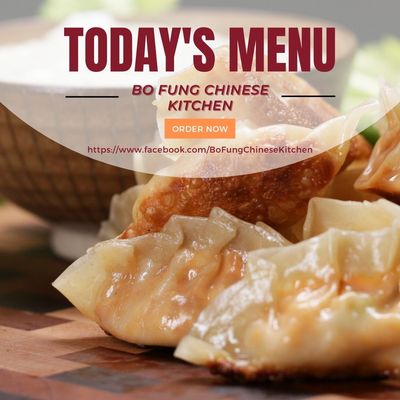 TODAY'S MENU
BO FUNG CHINESE
KITCHEN
ORDER NOW
https://www.facebook.com/BoFungChineseKitchen